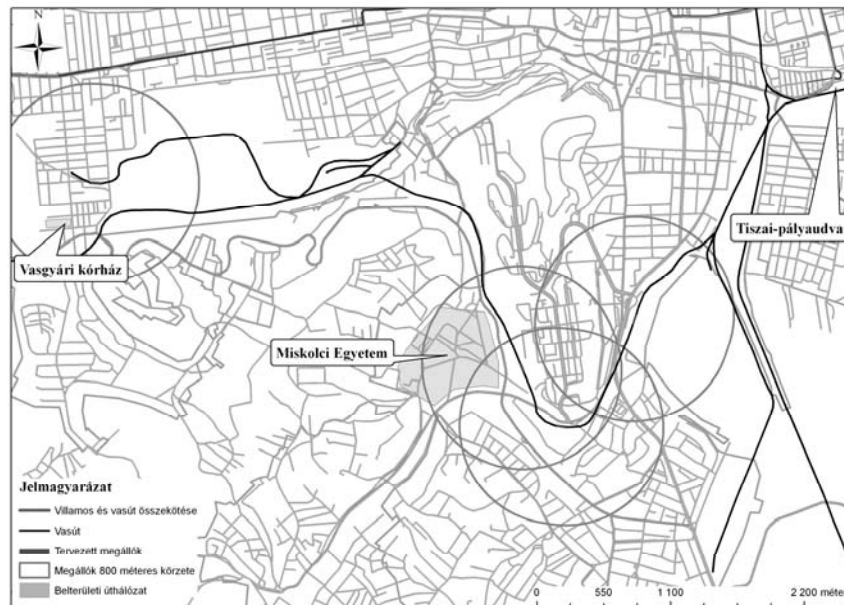 N
Tiszai-pályaudva
Vasgyári kórház
Miskolci Egyetem
Jelmagyarázat
Villamos és vasút összekötése
Vasút
Tervezett megállók
Megállók 800 méteres körzete
Belterületi úthálózat
0 550 1 100 2 200 méte